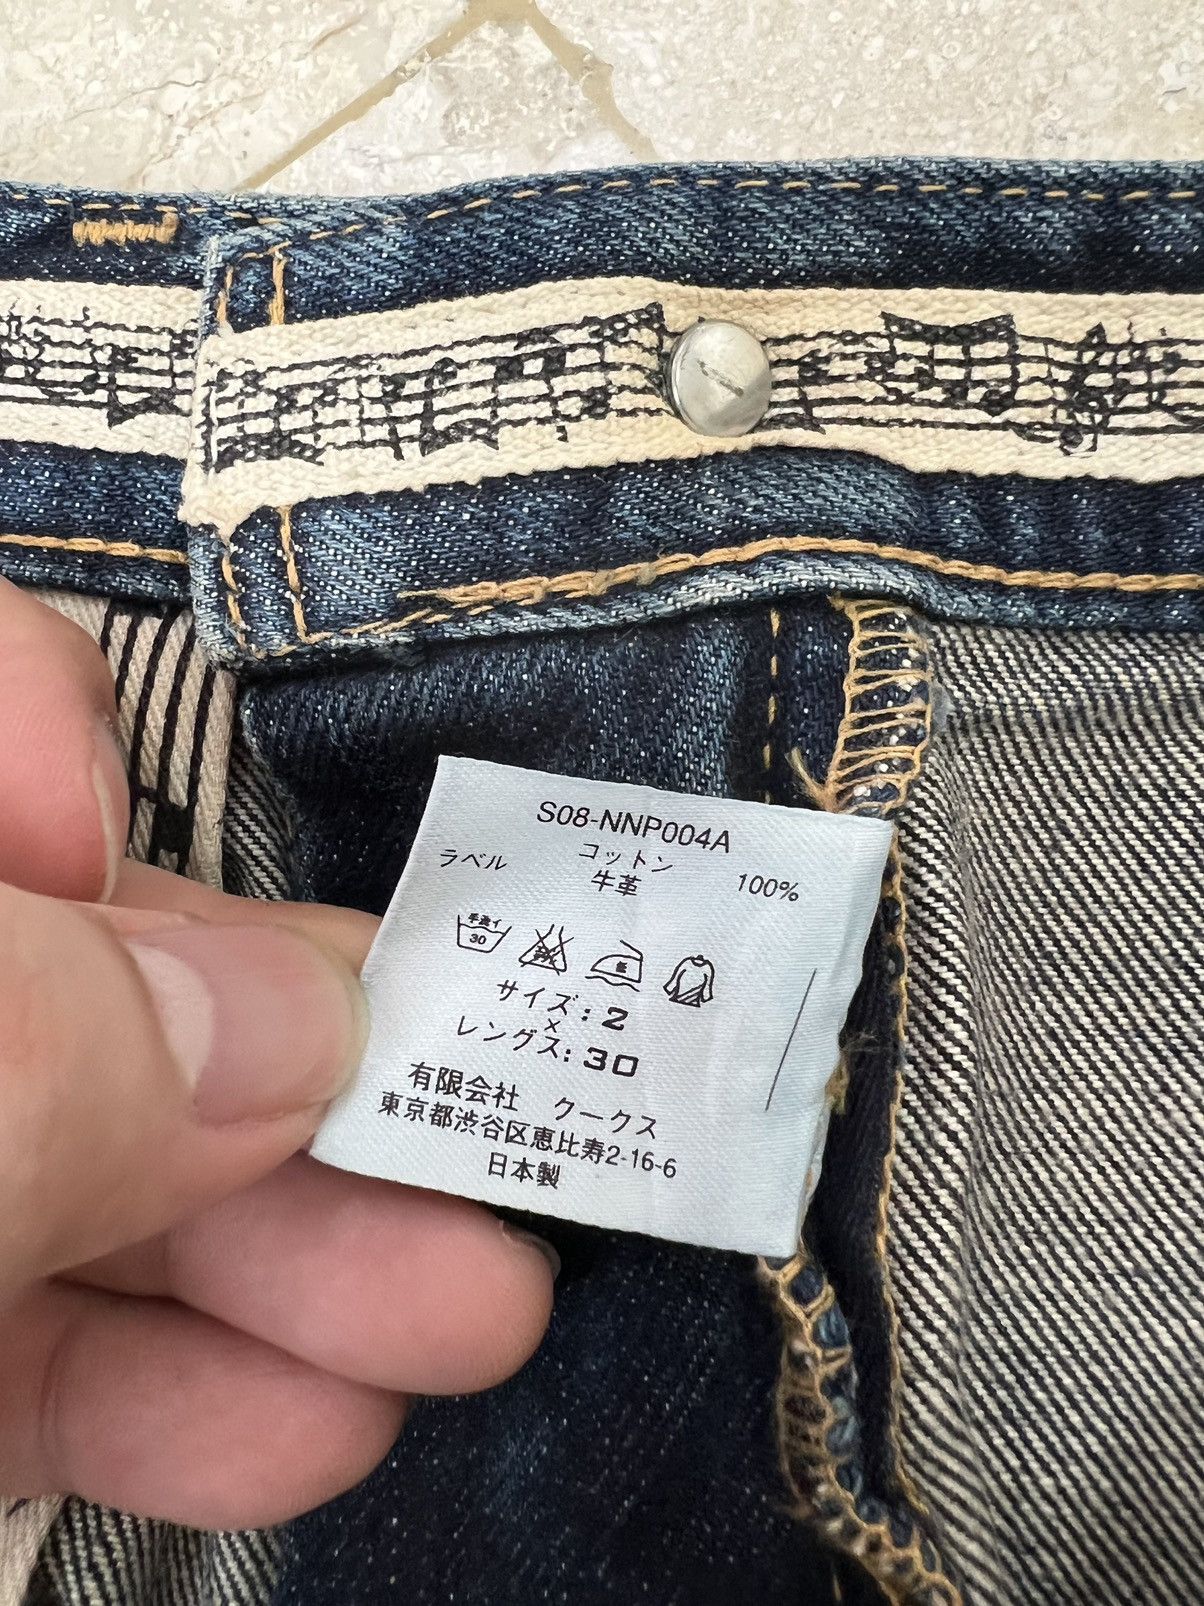 S08-NNP004A
コットン 100%
ラベル 牛革
手洗イ
30
低
サイズ:2
×
レングス:30
有限会社 クークス
東京都渋谷区恵比寿2-16-6
日本製